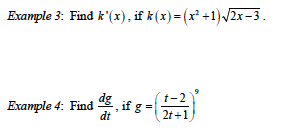 Example 3: Find k'(x), if k(x) = (x² +1)√2x−3.
Example 4: Find dg/dt, if g = ((t−2)/(2t+1))⁹